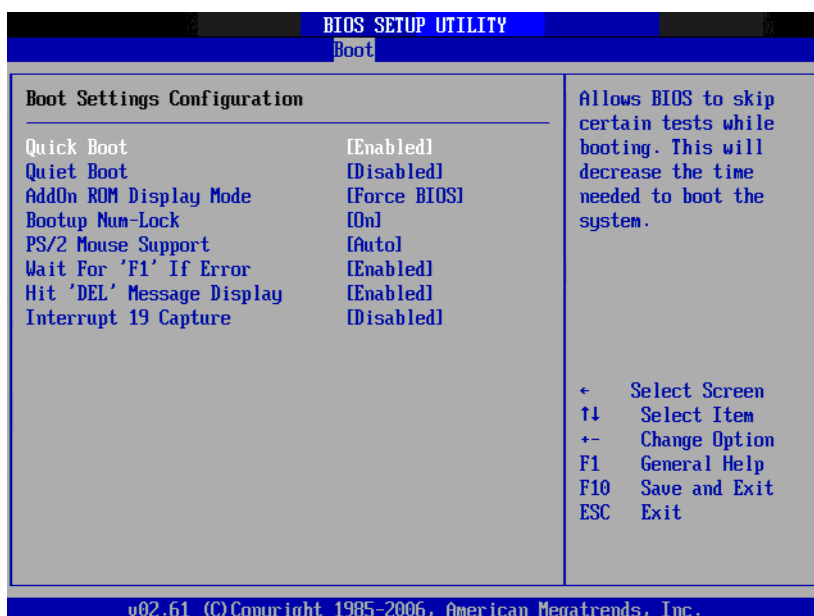 BIOS SETUP UTILITY
Boot
Boot Settings Configuration
Quick Boot [Enabled]
Quiet Boot [Disabled]
AddOn ROM Display Mode [Force BIOS]
Bootup Num-Lock [On]
PS/2 Mouse Support [Auto]
Wait For 'F1' If Error [Enabled]
Hit 'DEL' Message Display [Enabled]
Interrupt 19 Capture [Disabled]
Allows BIOS to skip
certain tests while
booting. This will
decrease the time
needed to boot the
system.
← Select Screen
↑↓ Select Item
+- Change Option
F1 General Help
F10 Save and Exit
ESC Exit
v02.61 (C)Copyright 1985-2006, American Megatrends, Inc.